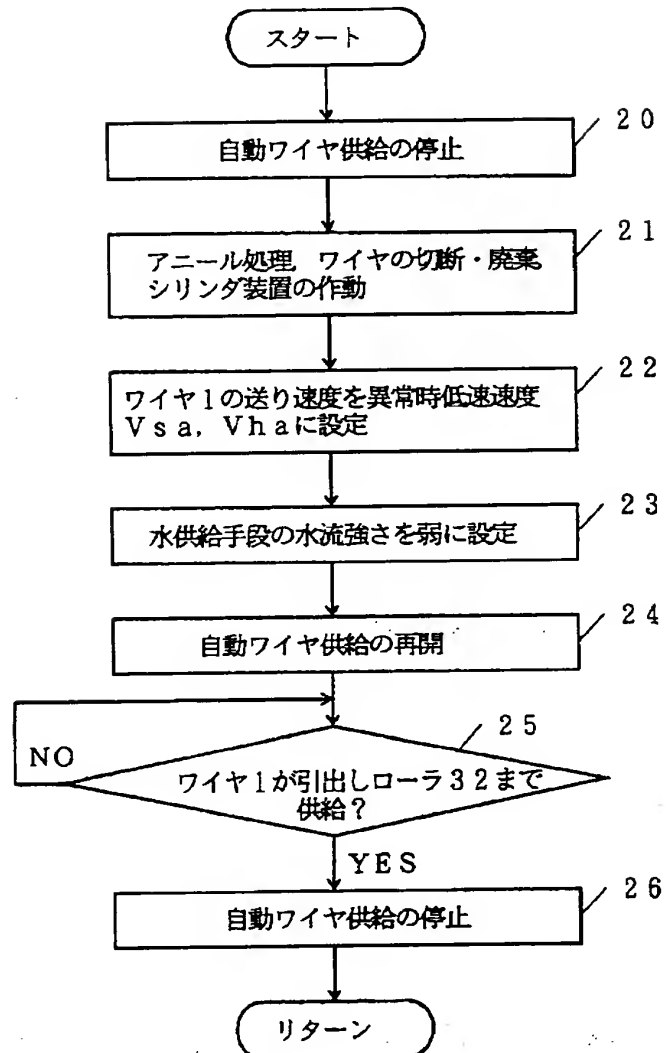 スタート
20
自動ワイヤ供給の停止
21
アニール処理, ワイヤの切断・廃棄,
シリンダ装置の作動
22
ワイヤ1の送り速度を異常時低速速度
Vsa, Vhaに設定
23
水供給手段の水流強さを弱に設定
24
自動ワイヤ供給の再開
25
NO
ワイヤ1が引出しローラ32まで
供給?
YES
26
自動ワイヤ供給の停止
リターン